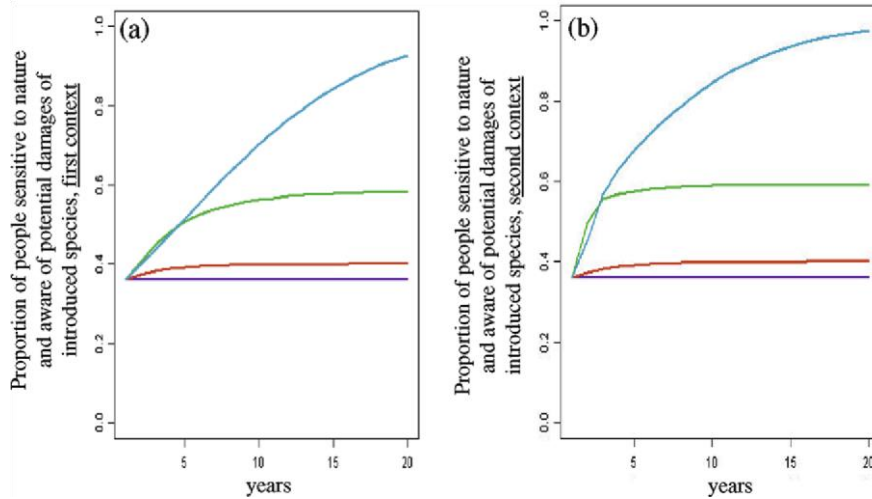 (a)
Proportion of people sensitive to nature
and aware of potential damages of
introduced species, first context
1.0
0.8
0.6
0.4
0.2
0.0
5
10
15
20
years
(b)
Proportion of people sensitive to nature
and aware of potential damages of
introduced species, second context
1.0
0.8
0.6
0.4
0.2
0.0
5
10
15
20
years